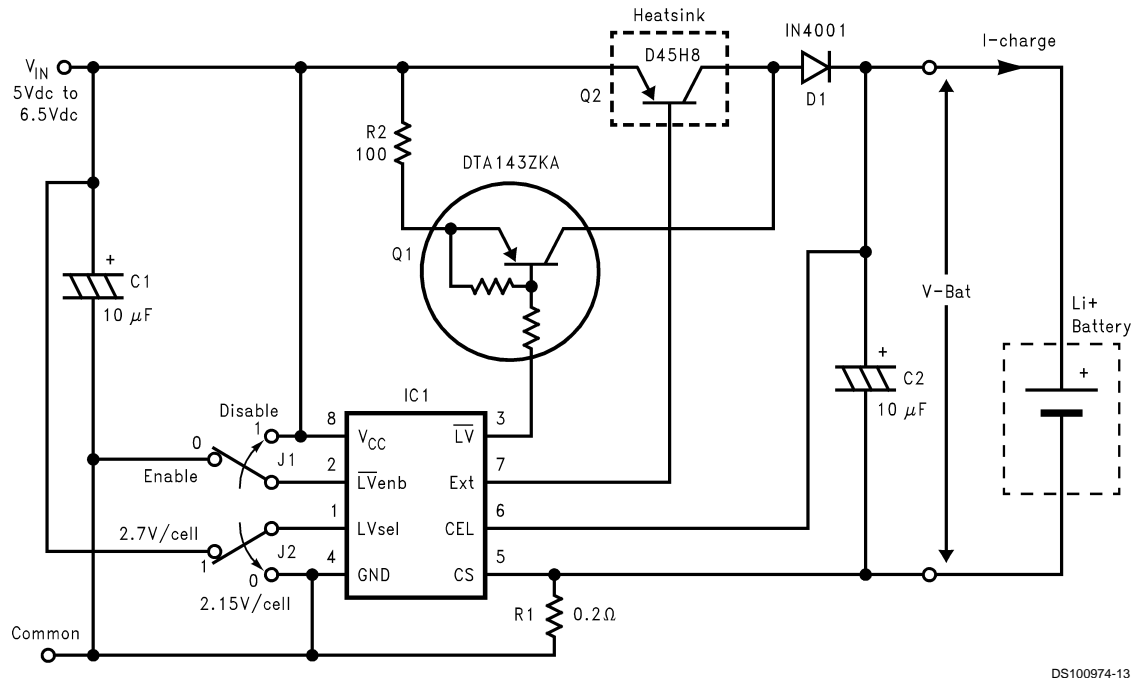 Heatsink
D45H8
IN4001
I-charge
V_IN
5Vdc to
6.5Vdc
Q2
D1
R2
100
DTA143ZKA
Q1
+
C1
10 μF
V-Bat
Li+
Battery
+
+
C2
10 μF
IC1
Disable
1
8
V_CC
L̅V̅
3
0
J1
Enable
2
L̅V̅enb
Ext
7
1
LVsel
CEL
6
2.7V/cell
1
J2
0
4
GND
CS
5
2.15V/cell
R1
0.2Ω
Common
DS100974-13